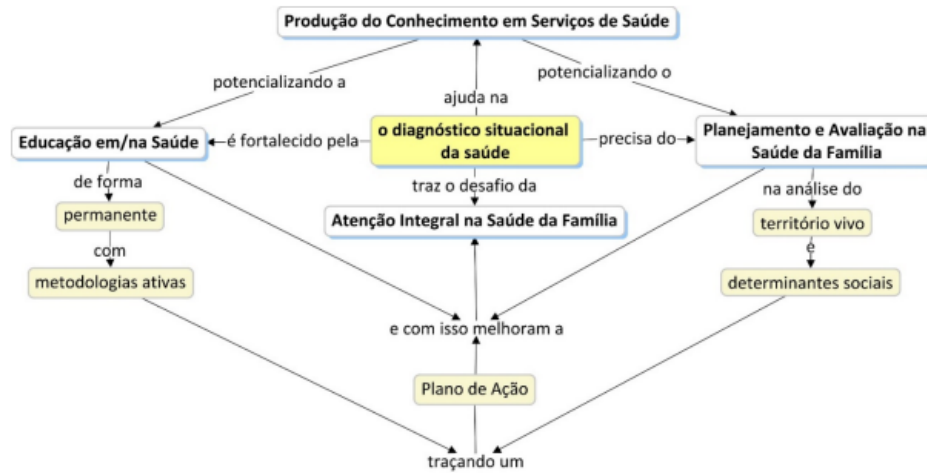 Produção do Conhecimento em Serviços de Saúde
potencializando a
potencializando o
ajuda na
Educação em/na Saúde
é fortalecido pela
o diagnóstico situacional
da saúde
precisa do
Planejamento e Avaliação na
Saúde da Família
de forma
traz o desafio da
na análise do
permanente
Atenção Integral na Saúde da Família
território vivo
com
e
metodologias ativas
determinantes sociais
e com isso melhoram a
Plano de Ação
traçando um